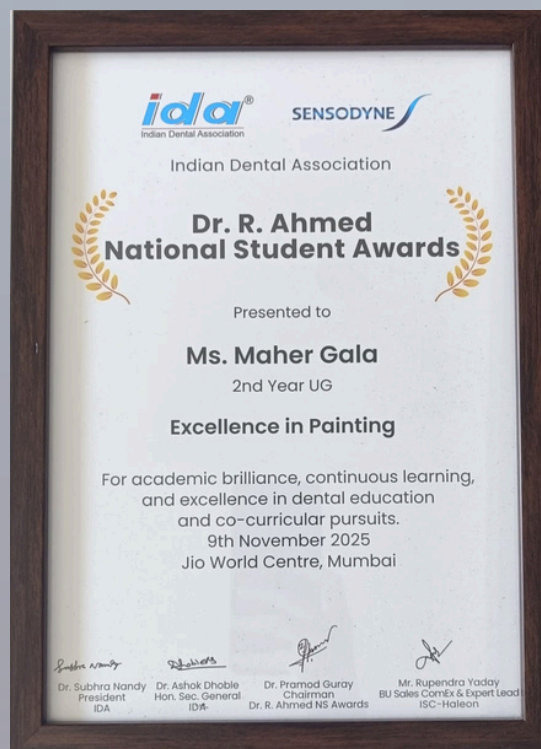 ida®
Indian Dental Association
SENSODYNE
Indian Dental Association
Dr. R. Ahmed
National Student Awards
Presented to
Ms. Maher Gala
2nd Year UG
Excellence in Painting
For academic brilliance, continuous learning,
and excellence in dental education
and co-curricular pursuits.
9th November 2025
Jio World Centre, Mumbai
Subhra Nandy
Dr. Subhra Nandy
President
IDA
Dr. Ashok Dhoble
Hon. Sec. General
IDA
Dr. Pramod Guray
Chairman
Dr. R. Ahmed NS Awards
Mr. Rupendra Yaday
BU Sales ComEx & Expert Lead
ISC-Haleon